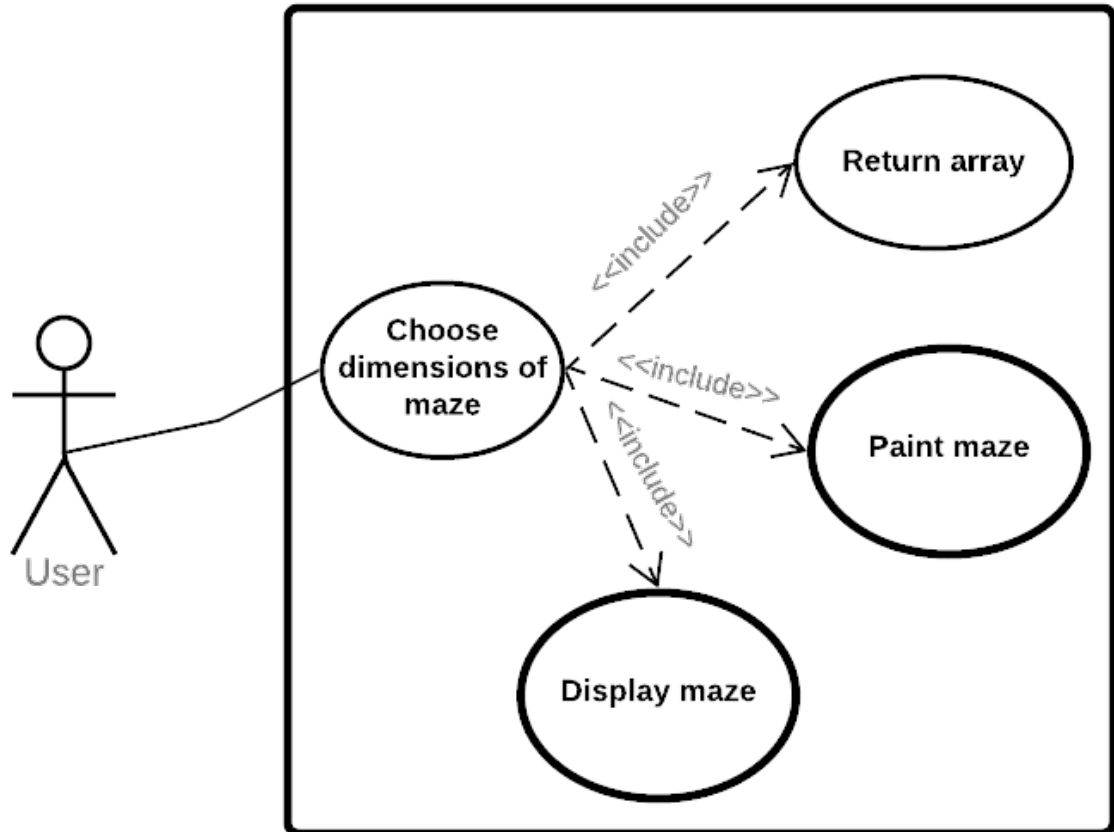 Return array
<<include>>
Choose
dimensions of
maze
<<include>>
<<include>>
Paint maze
User
Display maze